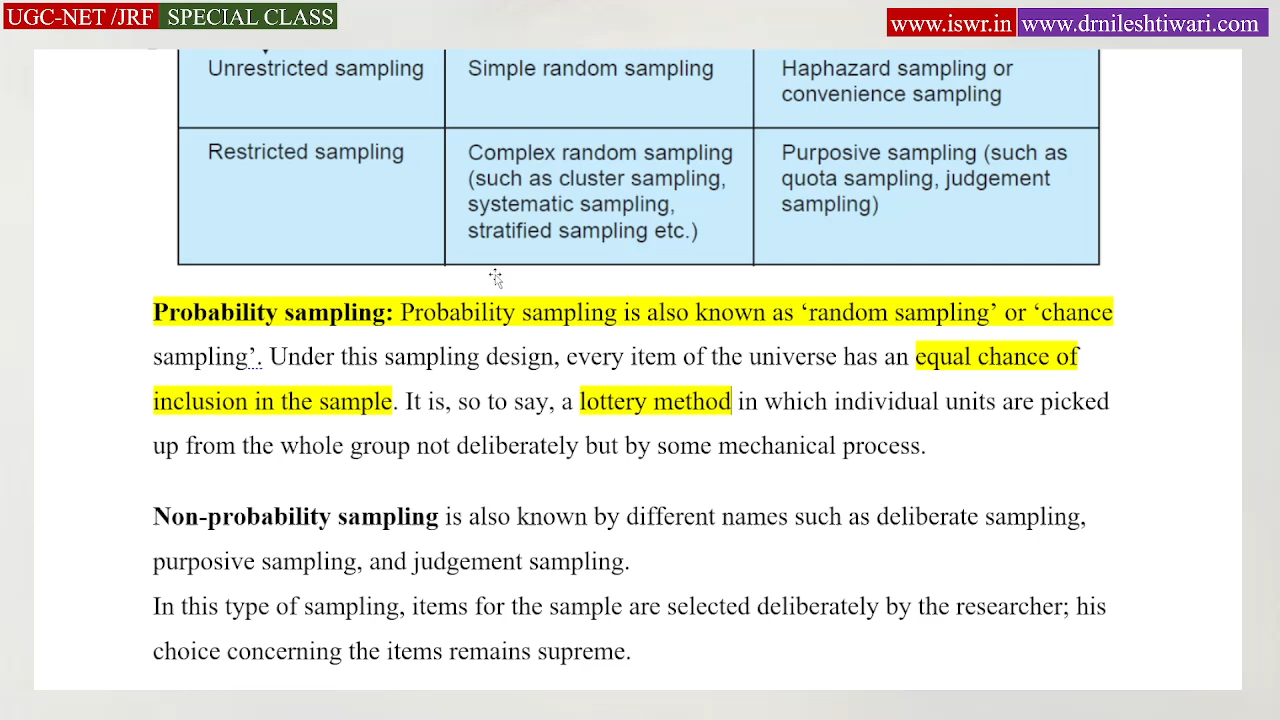 UGC-NET /JRF SPECIAL CLASS
www.iswr.in www.drnileshtiwari.com
Unrestricted sampling
Simple random sampling
Haphazard sampling or
convenience sampling
Restricted sampling
Complex random sampling
(such as cluster sampling,
systematic sampling,
stratified sampling etc.)
Purposive sampling (such as
quota sampling, judgement
sampling)
Probability sampling: Probability sampling is also known as ‘random sampling’ or ‘chance
sampling’. Under this sampling design, every item of the universe has an equal chance of
inclusion in the sample. It is, so to say, a lottery method in which individual units are picked
up from the whole group not deliberately but by some mechanical process.
Non-probability sampling is also known by different names such as deliberate sampling,
purposive sampling, and judgement sampling.
In this type of sampling, items for the sample are selected deliberately by the researcher; his
choice concerning the items remains supreme.